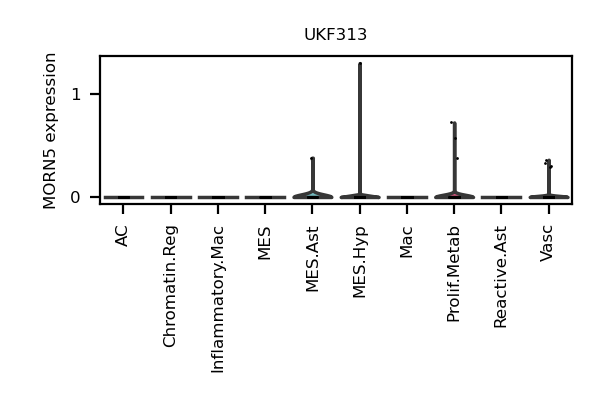 UKF313
MORN5 expression
1
0
AC
Chromatin.Reg
Inflammatory.Mac
MES
MES.Ast
MES.Hyp
Mac
Prolif.Metab
Reactive.Ast
Vasc